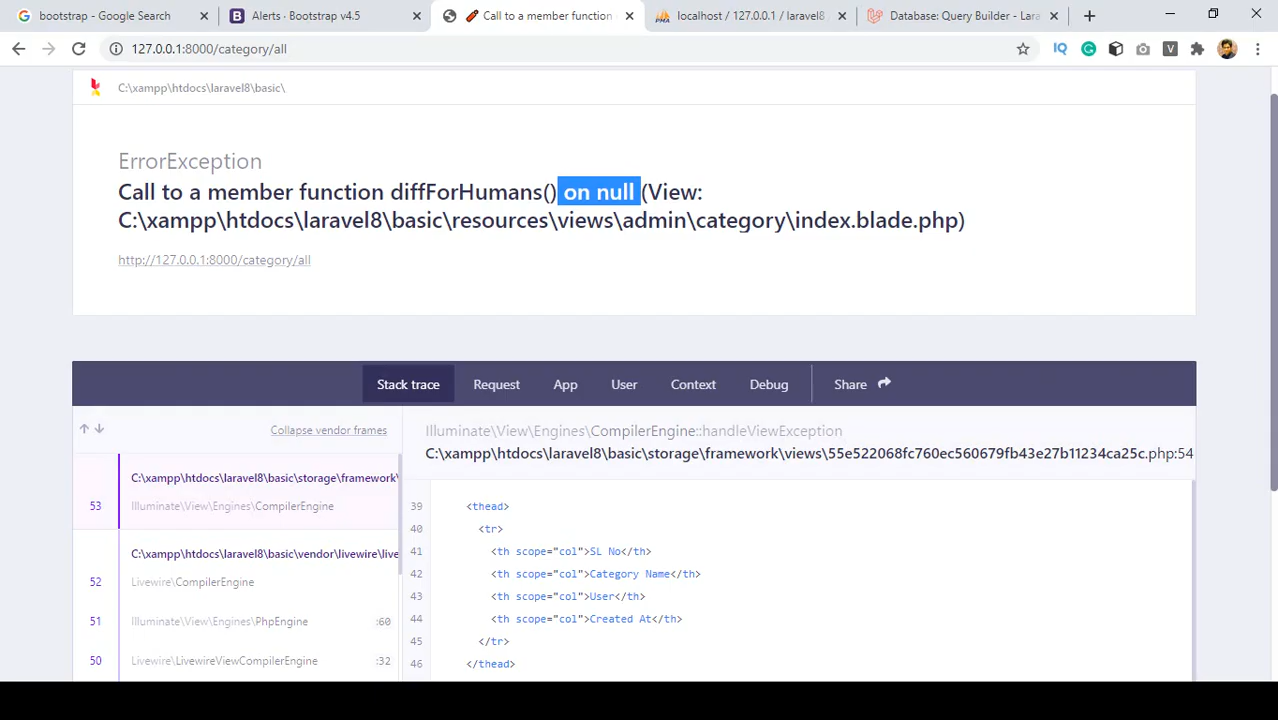 bootstrap - Google Search
Alerts · Bootstrap v4.5
Call to a member function
localhost / 127.0.0.1 / laravel8
Database: Query Builder - Lara
127.0.0.1:8000/category/all
IQ
V
C:\xampp\htdocs\laravel8\basic\
ErrorException
Call to a member function diffForHumans() on null (View:
C:\xampp\htdocs\laravel8\basic\resources\views\admin\category\index.blade.php)
http://127.0.0.1:8000/category/all
Stack trace
Request
App
User
Context
Debug
Share
Collapse vendor frames
Illuminate\View\Engines\CompilerEngine::handleViewException
C:\xampp\htdocs\laravel8\basic\storage\framework\views\55e522068fc760ec560679fb43e27b11234ca25c.php:54
C:\xampp\htdocs\laravel8\basic\storage\framework\
53 Illuminate\View\Engines\CompilerEngine
C:\xampp\htdocs\laravel8\basic\vendor\livewire\live
52 Livewire\CompilerEngine
51 Illuminate\View\Engines\PhpEngine :60
50 Livewire\LivewireViewCompilerEngine :32
39 <thead>
40 <tr>
41 <th scope="col">SL No</th>
42 <th scope="col">Category Name</th>
43 <th scope="col">User</th>
44 <th scope="col">Created At</th>
45 </tr>
46 </thead>